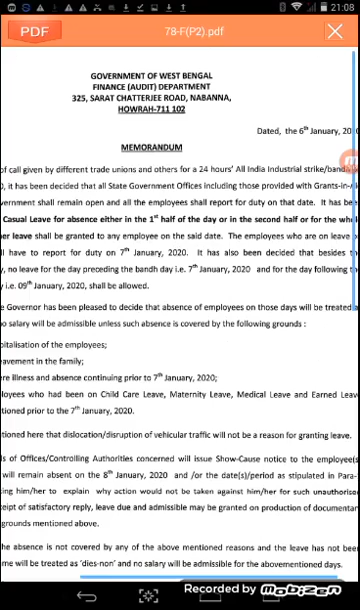 21:08
PDF
78-F(P2).pdf
GOVERNMENT OF WEST BENGAL
FINANCE (AUDIT) DEPARTMENT
325, SARAT CHATTERJEE ROAD, NABANNA,
HOWRAH-711 102
Dated, the 6th January, 20
MEMORANDUM
of call given by different trade unions and others for a 24 hours' All India Industrial strike/bandh
0, it has been decided that all State Government Offices including those provided with Grants-in-
vernment shall remain open and all the employees shall report for duty on that date. It has be
Casual Leave for absence either in the 1st half of the day or in the second half or for the who
er leave shall be granted to any employee on the said date. The employees who are on leave
ll have to report for duty on 7th January, 2020. It has also been decided that besides t
y, no leave for the day preceding the bandh day i.e. 7th January, 2020 and for the day following t
y i.e. 09th January, 2020, shall be allowed.
e Governor has been pleased to decide that absence of employees on those days will be treated a
o salary will be admissible unless such absence is covered by the following grounds :
pitalisation of the employees;
eavement in the family;
re illness and absence continuing prior to 7th January, 2020;
loyees who had been on Child Care Leave, Maternity Leave, Medical Leave and Earned Leav
tioned prior to the 7th January, 2020.
tioned here that dislocation/disruption of vehicular traffic will not be a reason for granting leave.
ls of Offices/Controlling Authorities concerned will issue Show-Cause notice to the employee(s
will remain absent on the 8th January, 2020 and /or the date(s)/period as stipulated in Para-
ing him/her to explain why action would not be taken against him/her for such unauthorise
eipt of satisfactory reply, leave due and admissible may be granted on production of documentar
grounds mentioned above.
he absence is not covered by any of the above mentioned reasons and the leave has not bee
me will be treated as 'dies-non' and no salary will be admissible for the abovementioned days.
Recorded by Mobizen